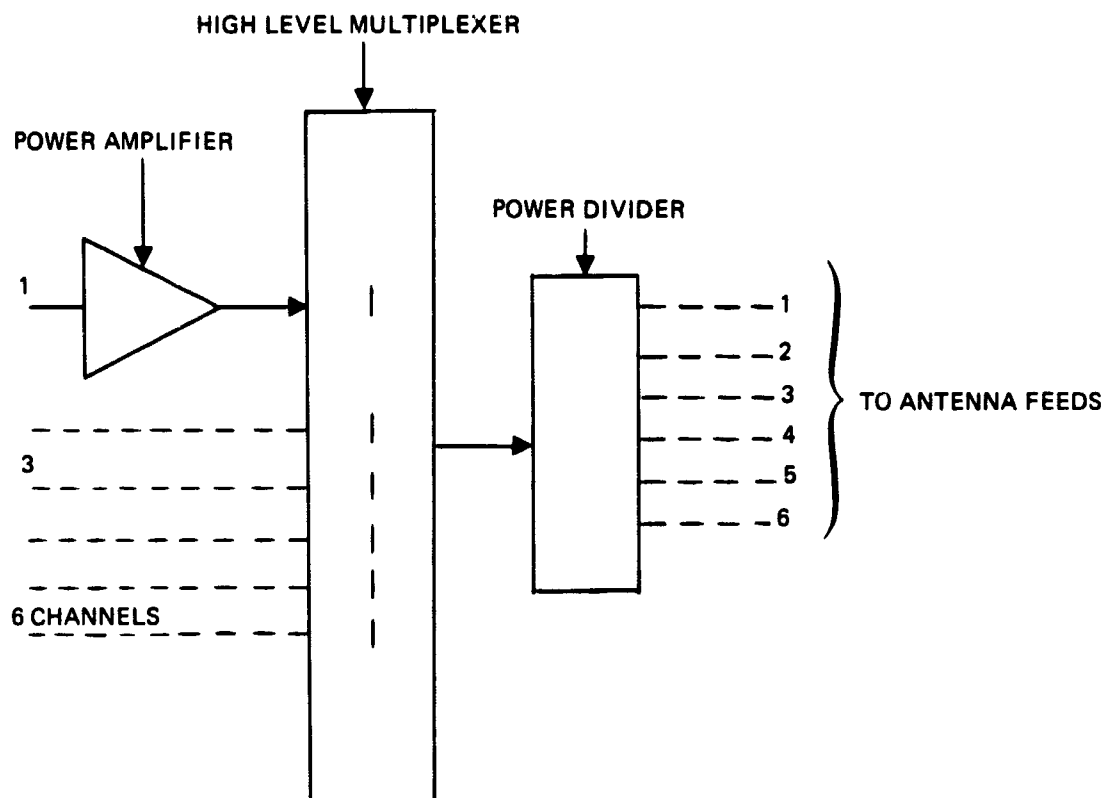 HIGH LEVEL MULTIPLEXER
POWER AMPLIFIER
POWER DIVIDER
1
1
2
3
TO ANTENNA FEEDS
4
3
5
6
6 CHANNELS